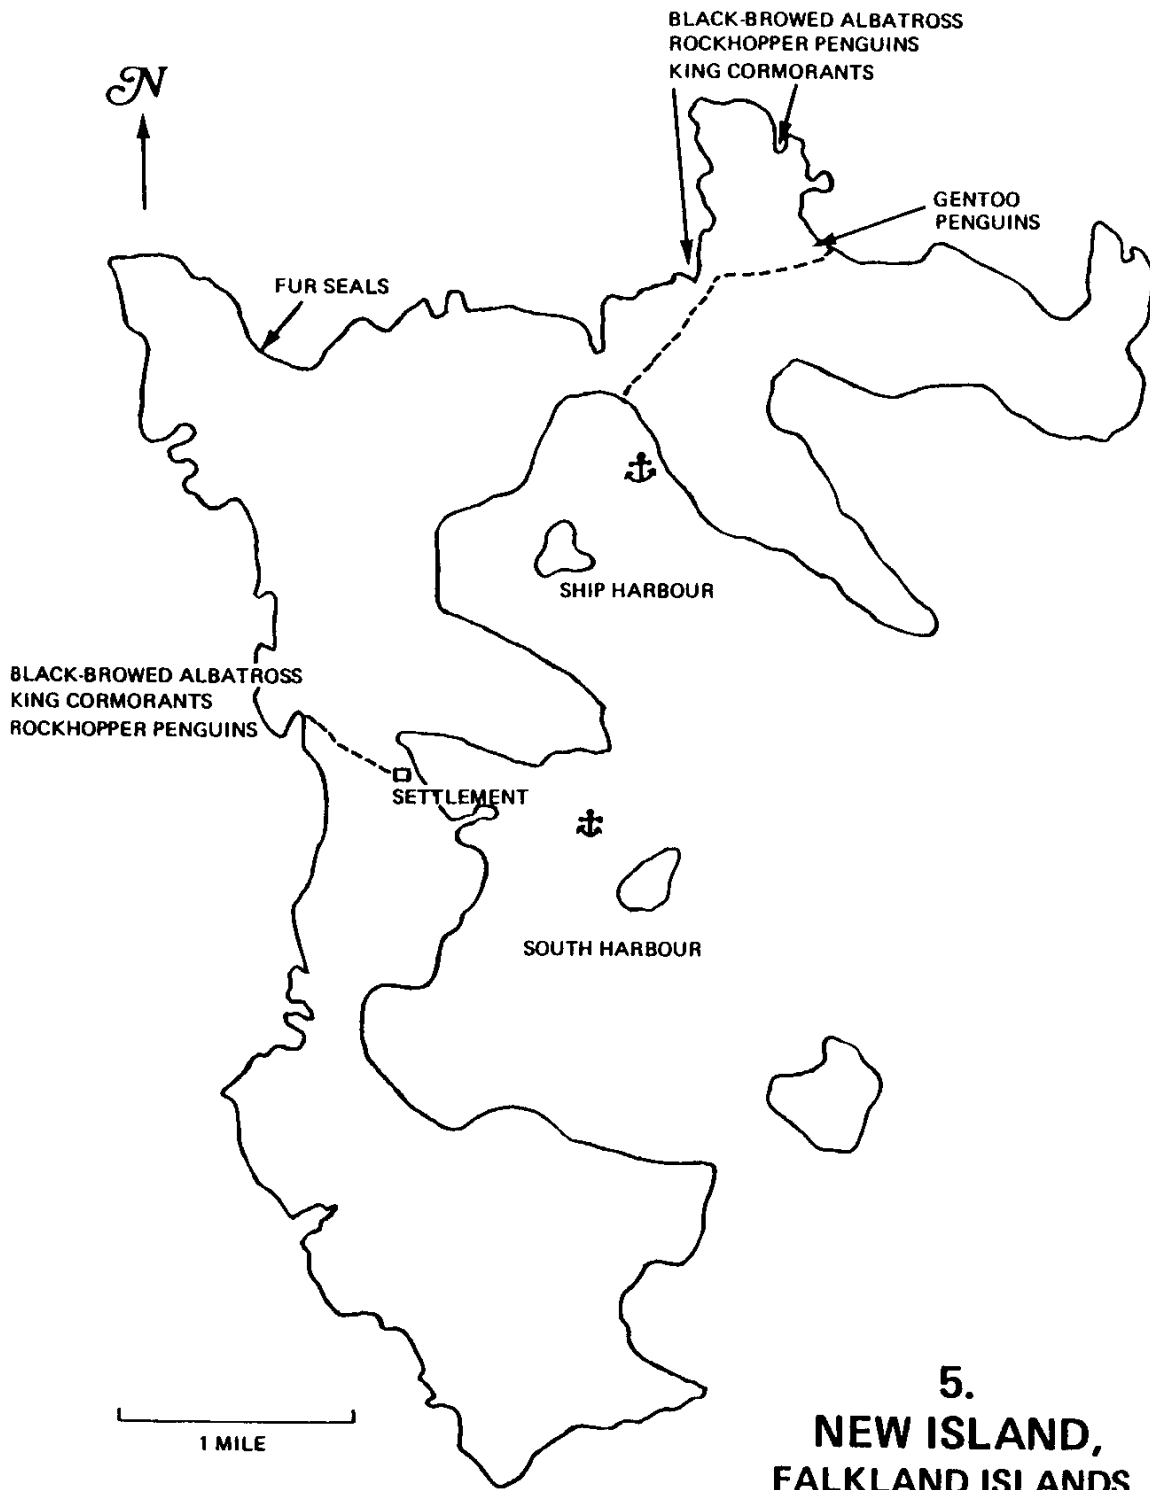 BLACK-BROWED ALBATROSS
ROCKHOPPER PENGUINS
KING CORMORANTS
N
GENTOO
PENGUINS
FUR SEALS
SHIP HARBOUR
BLACK-BROWED ALBATROSS
KING CORMORANTS
ROCKHOPPER PENGUINS
SETTLEMENT
SOUTH HARBOUR
1 MILE
5.
NEW ISLAND,
FALKLAND ISLANDS